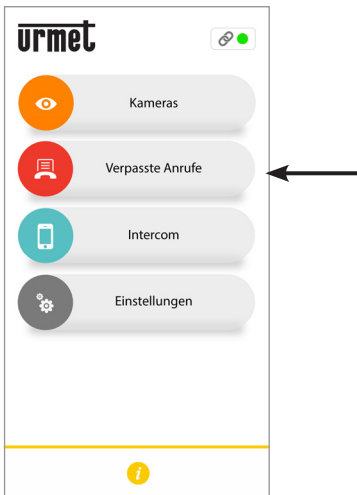 urmet
Kameras
Verpasste Anrufe
Intercom
Einstellungen
i